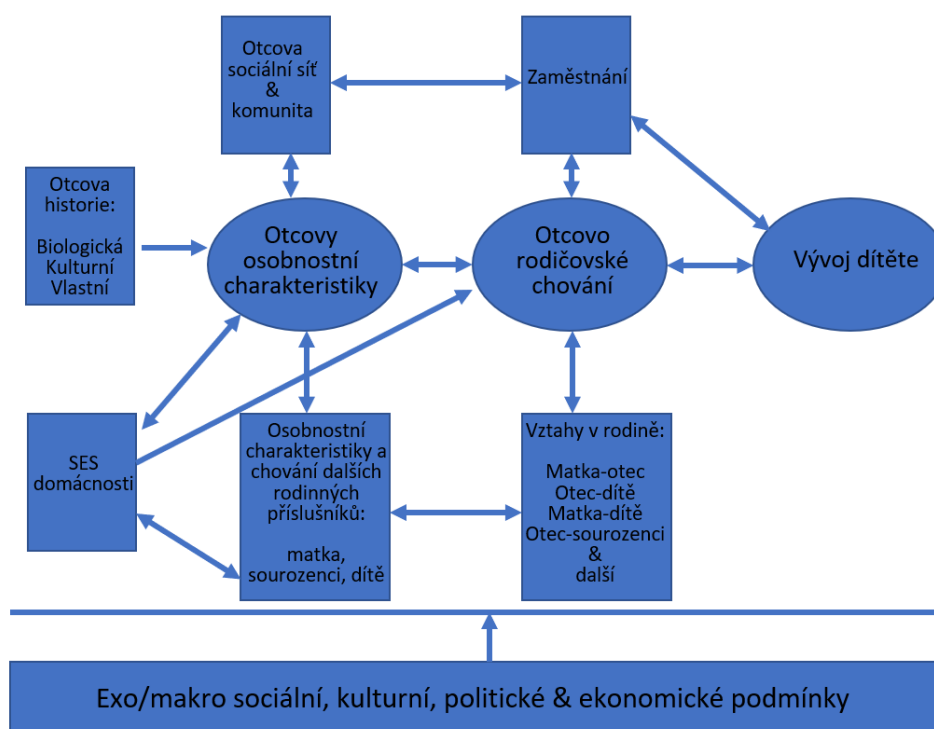 Otcova
sociální síť
&
komunita
Zaměstnání
Otcova
historie:
Biologická
Kulturní
Vlastní
Otcovy
osobnostní
charakteristiky
Otcovo
rodičovské
chování
Vývoj dítěte
SES
domácnosti
Osobnostní
charakteristiky a
chování dalších
rodinných
příslušníků:
matka,
sourozenci, dítě
Vztahy v rodině:
Matka-otec
Otec-dítě
Matka-dítě
Otec-sourozenci
&
další
Exo/makro sociální, kulturní, politické & ekonomické podmínky